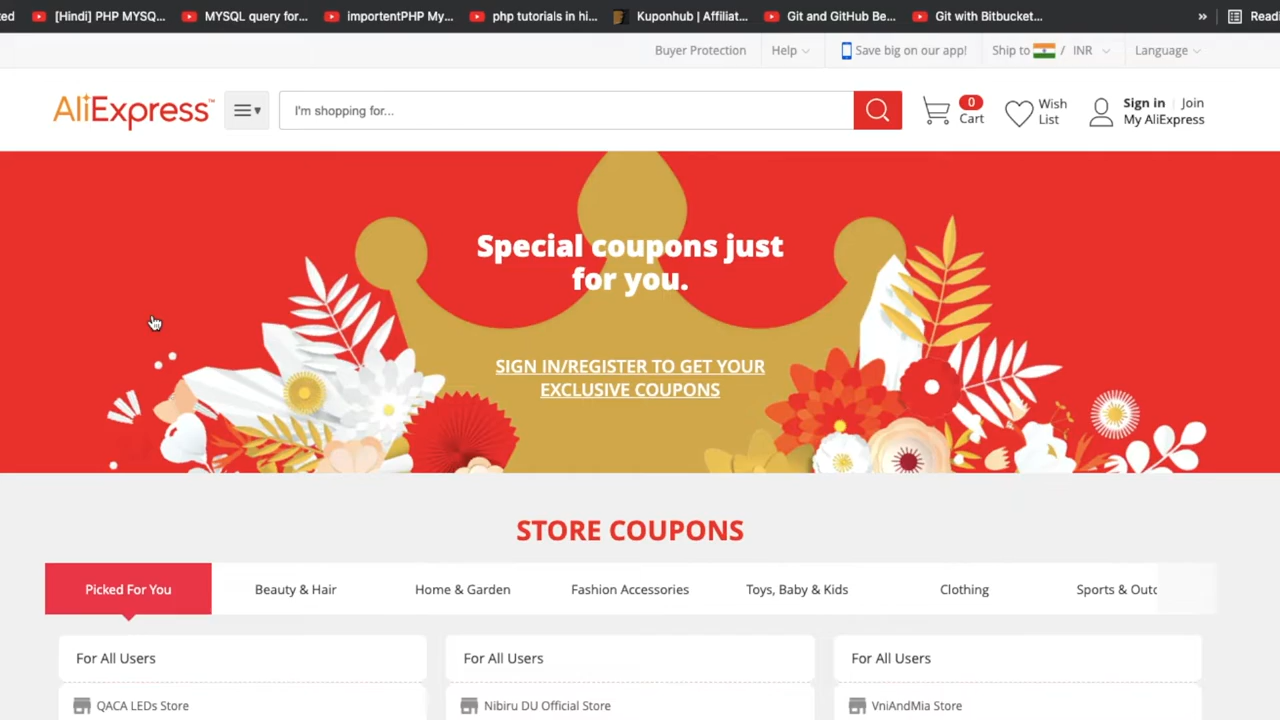 ted [Hindi] PHP MYSQ... MYSQL query for... importentPHP My... php tutorials in hi... Kuponhub | Affiliat... Git and GitHub Be... Git with Bitbucket... » Readi
Buyer Protection Help Save big on our app! Ship to / INR Language
AliExpress™ I'm shopping for... 0 Cart Wish List Sign in Join My AliExpress
Special coupons just
for you.
SIGN IN/REGISTER TO GET YOUR
EXCLUSIVE COUPONS
STORE COUPONS
Picked For You Beauty & Hair Home & Garden Fashion Accessories Toys, Baby & Kids Clothing Sports & Outd
For All Users For All Users For All Users
QACA LEDs Store Nibiru DU Official Store VniAndMia Store